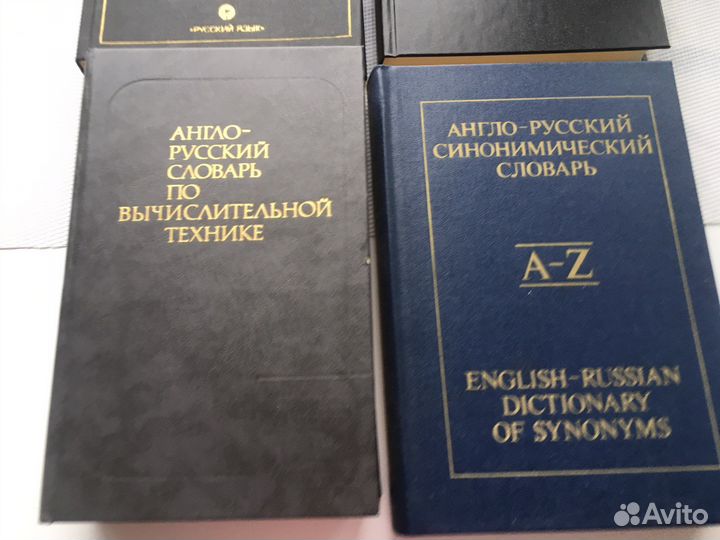 «РУССКИЙ ЯЗЫК»
АНГЛО-
РУССКИЙ
СЛОВАРЬ
ПО
ВЫЧИСЛИТЕЛЬНОЙ
ТЕХНИКЕ
АНГЛО-РУССКИЙ
СИНОНИМИЧЕСКИЙ
СЛОВАРЬ
A-Z
ENGLISH-RUSSIAN
DICTIONARY
OF SYNONYMS
Avito